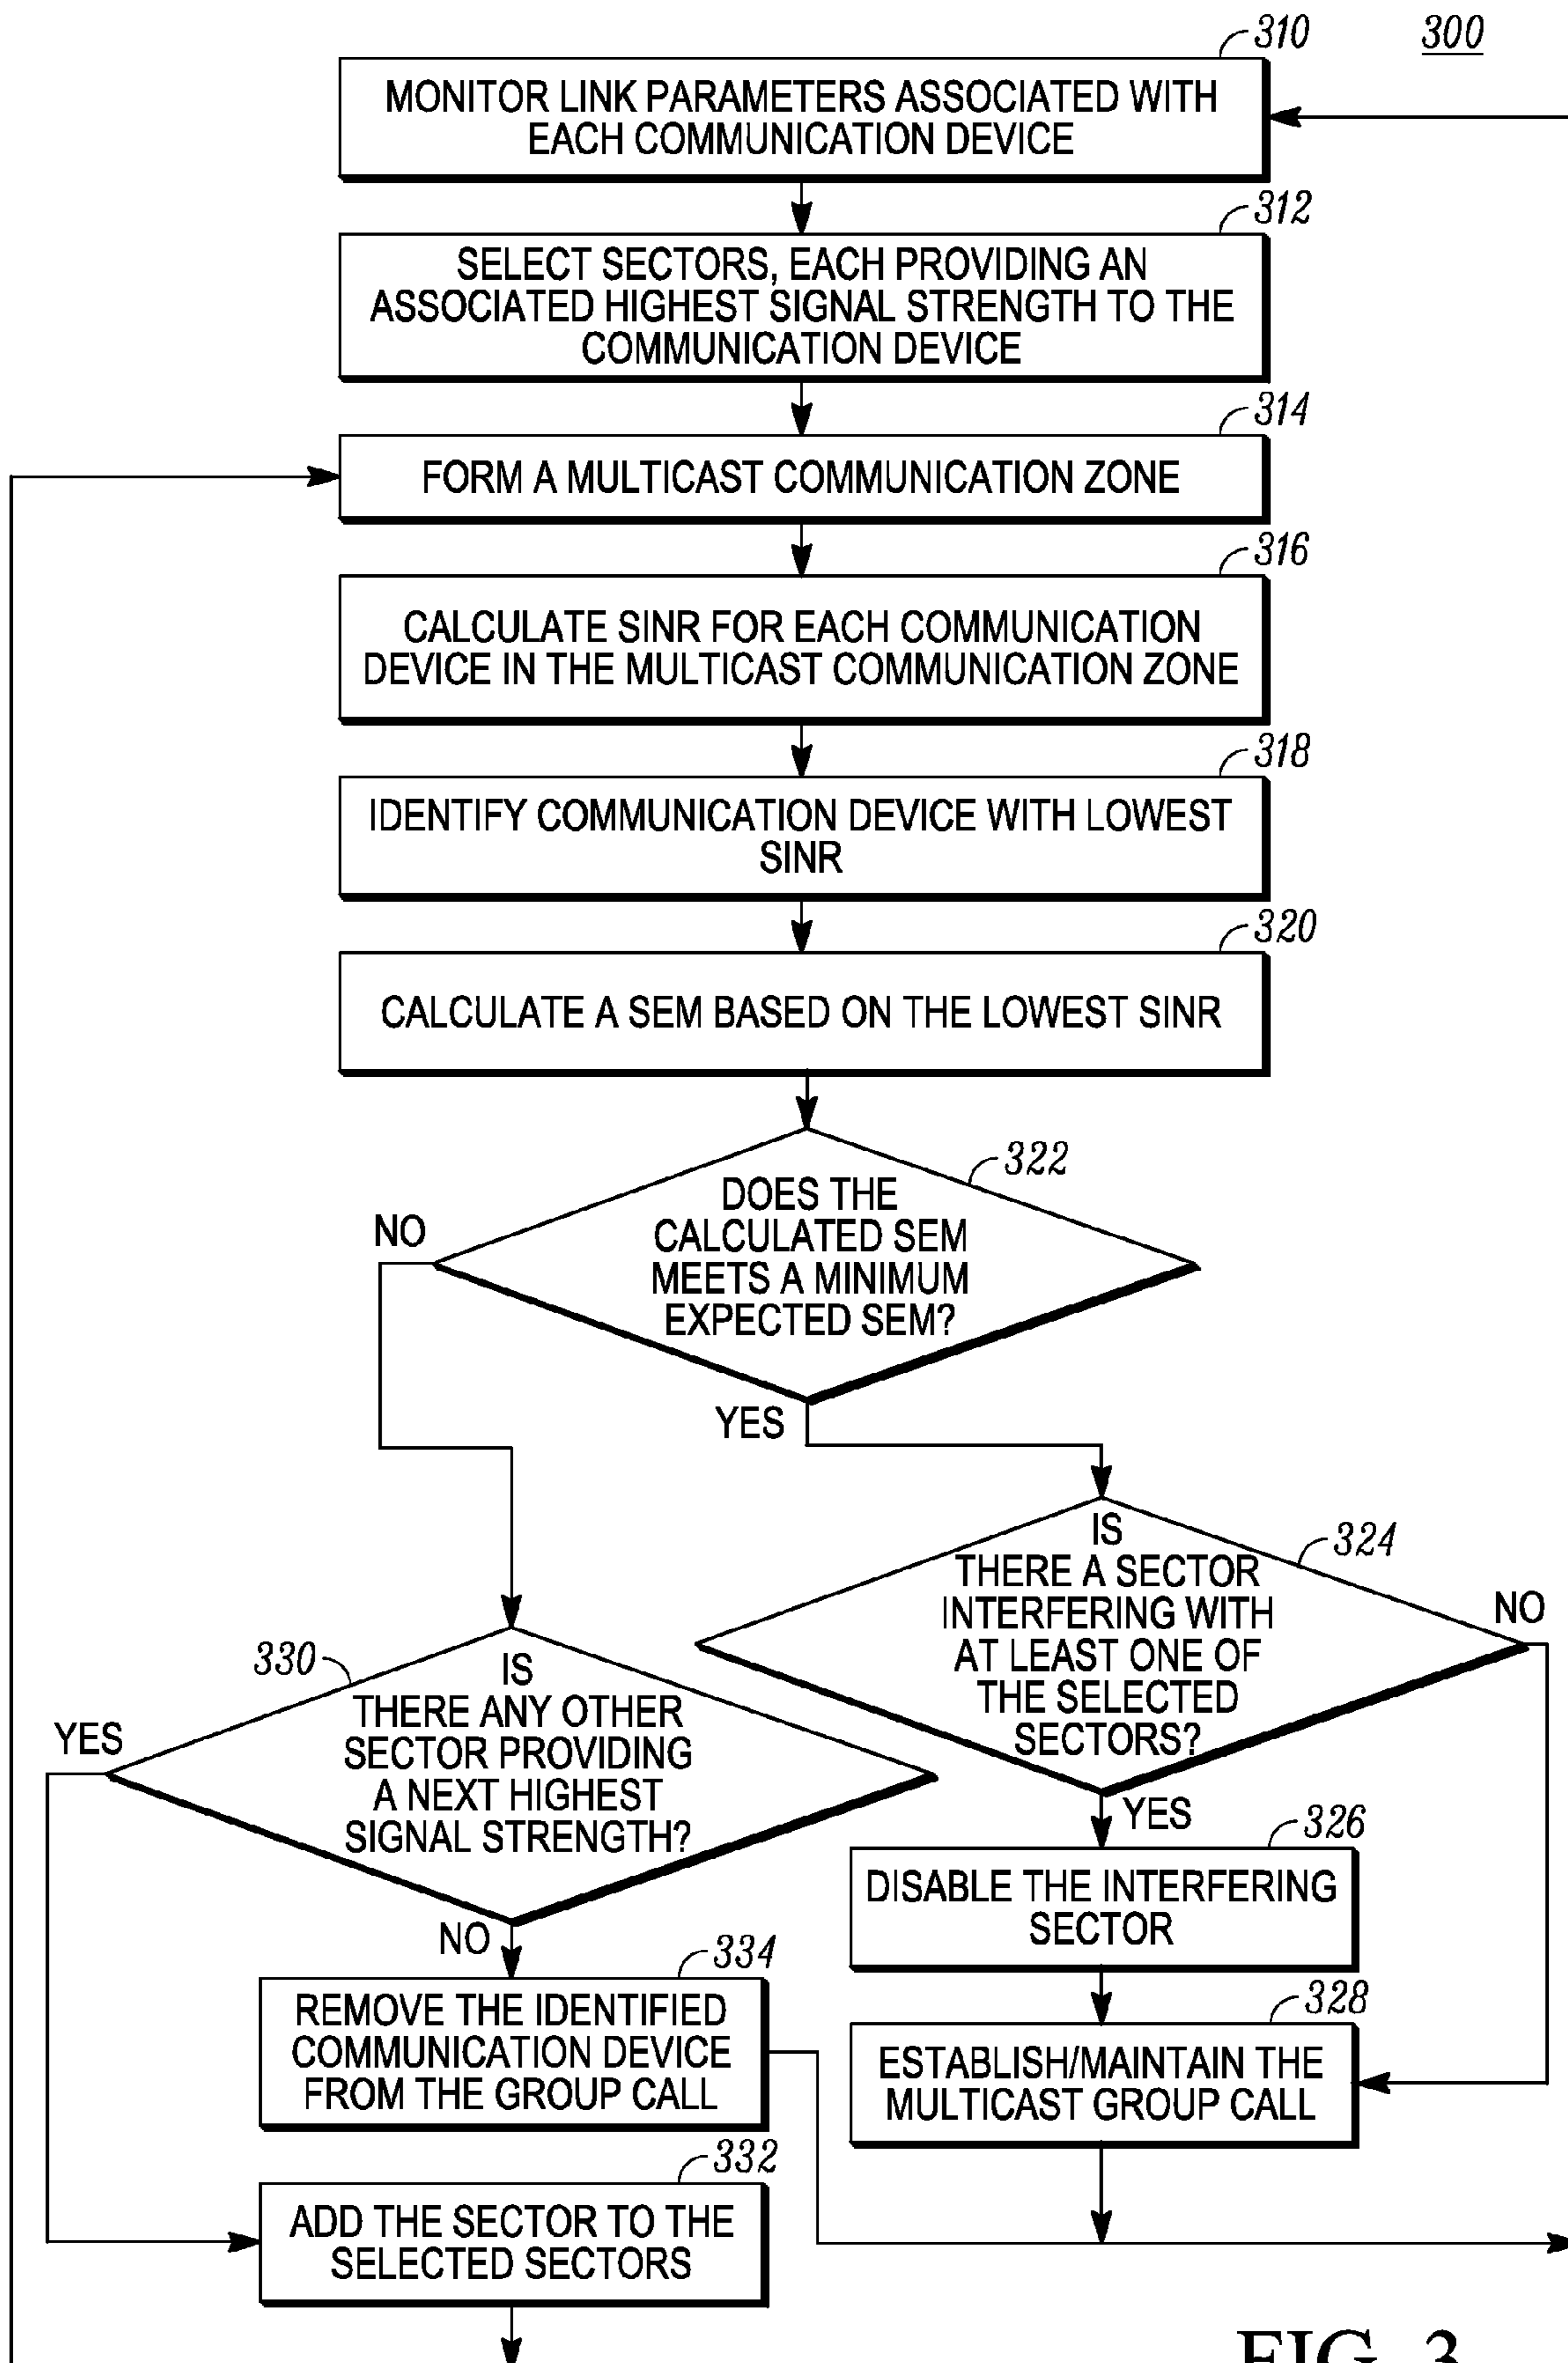 310
300
MONITOR LINK PARAMETERS ASSOCIATED WITH
EACH COMMUNICATION DEVICE
312
SELECT SECTORS, EACH PROVIDING AN
ASSOCIATED HIGHEST SIGNAL STRENGTH TO THE
COMMUNICATION DEVICE
314
FORM A MULTICAST COMMUNICATION ZONE
316
CALCULATE SINR FOR EACH COMMUNICATION
DEVICE IN THE MULTICAST COMMUNICATION ZONE
318
IDENTIFY COMMUNICATION DEVICE WITH LOWEST
SINR
320
CALCULATE A SEM BASED ON THE LOWEST SINR
322
DOES THE
CALCULATED SEM
MEETS A MINIMUM
EXPECTED SEM?
NO
YES
324
IS
THERE A SECTOR
INTERFERING WITH
AT LEAST ONE OF
THE SELECTED
SECTORS?
NO
YES
330
IS
THERE ANY OTHER
SECTOR PROVIDING
A NEXT HIGHEST
SIGNAL STRENGTH?
YES
NO
326
DISABLE THE INTERFERING
SECTOR
334
REMOVE THE IDENTIFIED
COMMUNICATION DEVICE
FROM THE GROUP CALL
328
ESTABLISH/MAINTAIN THE
MULTICAST GROUP CALL
332
ADD THE SECTOR TO THE
SELECTED SECTORS
FIG. 3